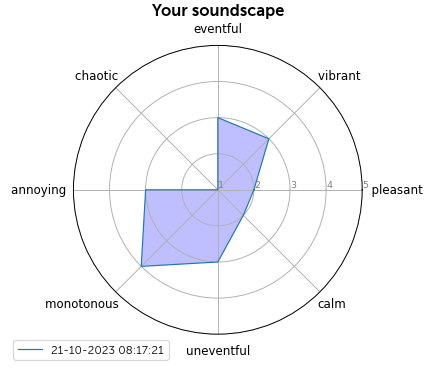 Your soundscape
eventful
chaotic
vibrant
annoying
1 2 3 4 5
pleasant
monotonous
calm
uneventful
21-10-2023 08:17:21